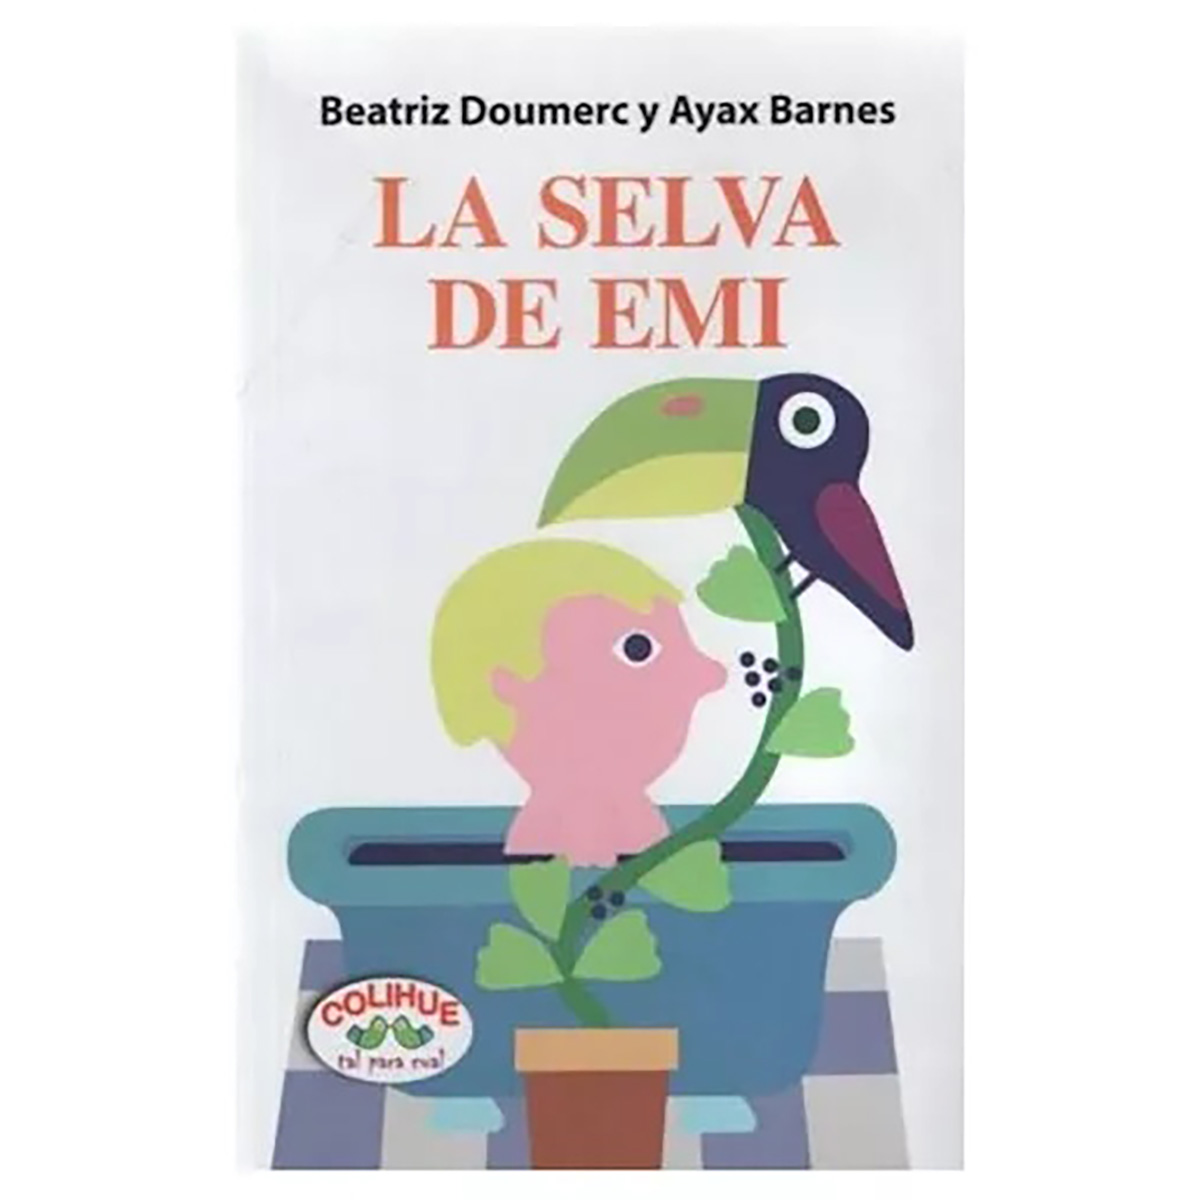 Beatriz Doumerc y Ayax Barnes
LA SELVA
DE EMI
COLIHUE
tal para cual